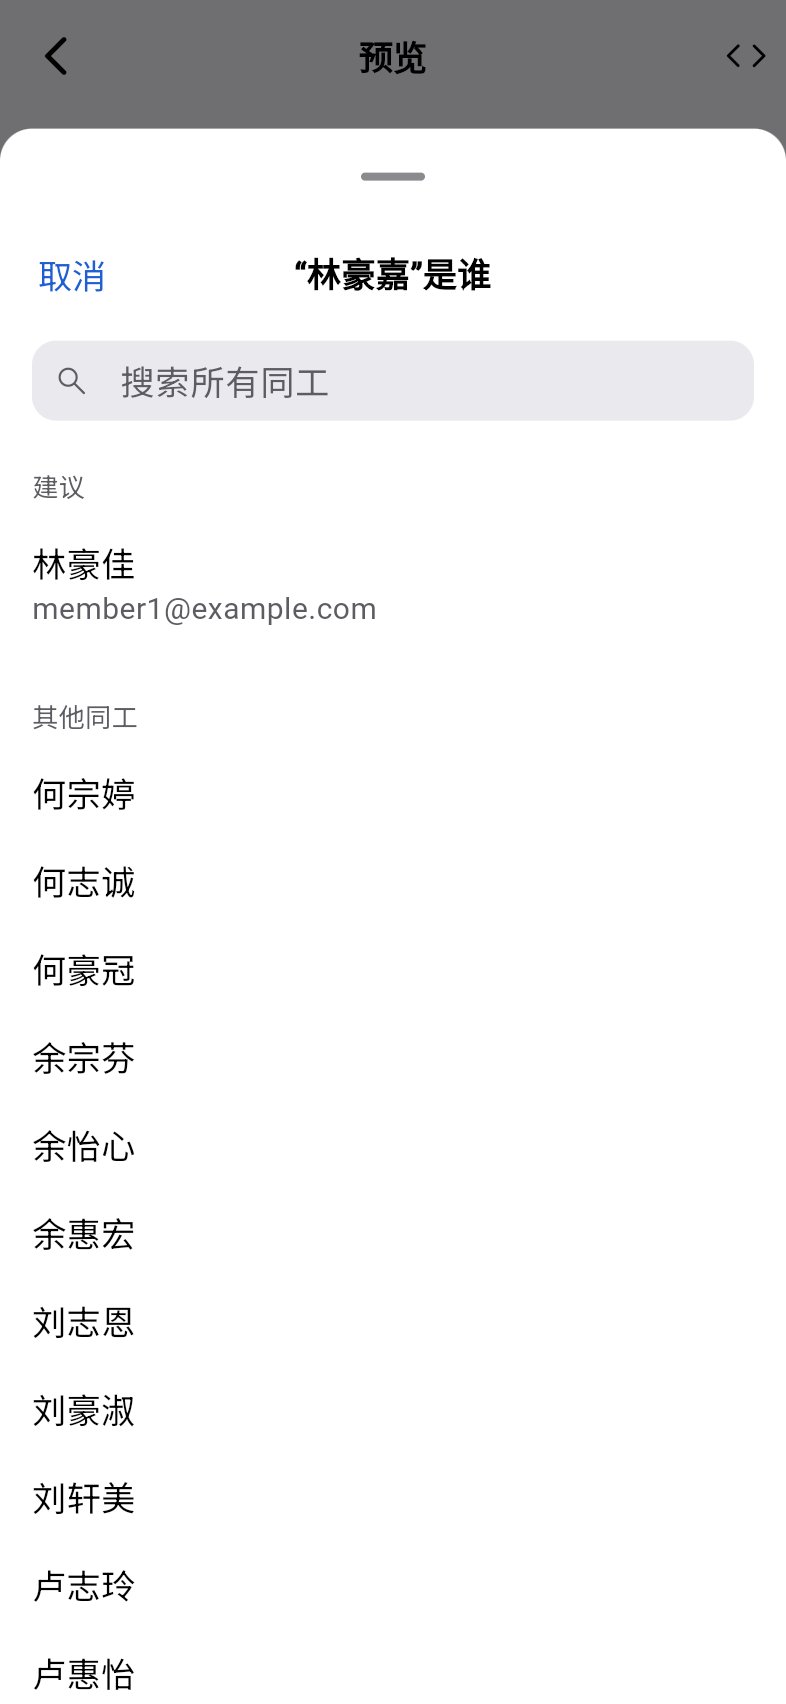 预览
取消
“林豪嘉”是谁
搜索所有同工
建议
林豪佳
member1@example.com
其他同工
何宗婷
何志诚
何豪冠
余宗芬
余怡心
余惠宏
刘志恩
刘豪淑
刘轩美
卢志玲
卢惠怡